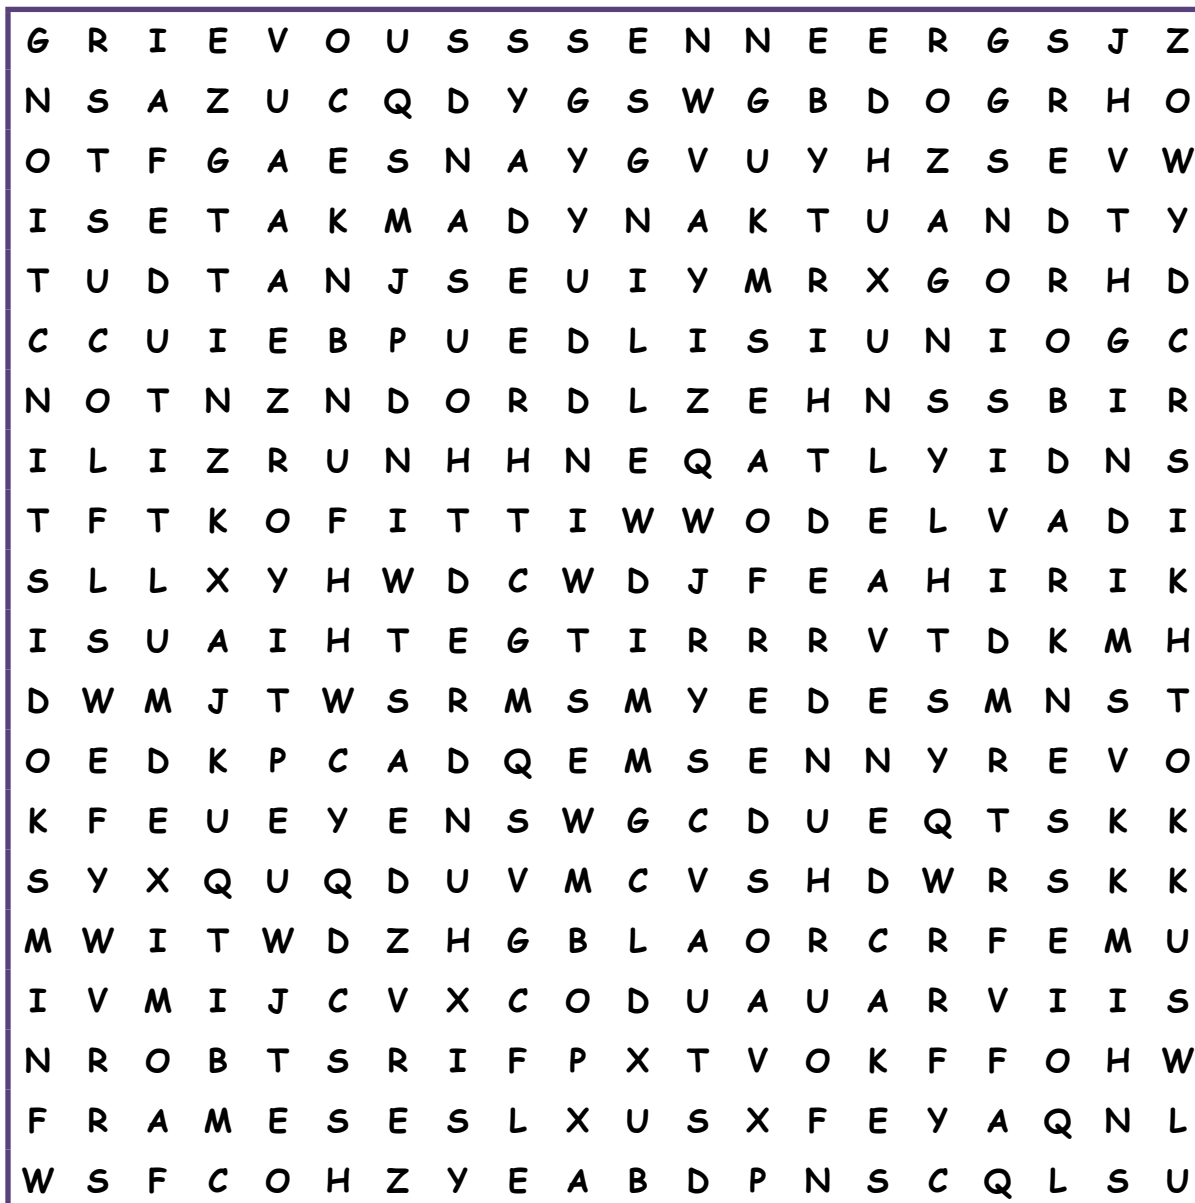 G R I E V O U S S S E N N E E R G S J Z
N S A Z U C Q D Y G S W G B D O G R H O
O T F G A E S N A Y G V U Y H Z S E V W
I S E T A K M A D Y N A K T U A N D T Y
T U D T A N J S E U I Y M R X G O R H D
C C U I E B P U E D L I S I U N I O G C
N O T N Z N D O R D L Z E H N S S B I R
I L I Z R U N H H N E Q A T L Y I D N S
T F T K O F I T T I W W O D E L V A D I
S L L X Y H W D C W D J F E A H I R I K
I S U A I H T E G T I R R R V T D K M H
D W M J T W S R M S M Y E D E S M N S T
O E D K P C A D Q E M S E N N Y R E V O
K F E U E Y E N S W G C D U E Q T S K K
S Y X Q U Q D U V M C V S H D W R S K K
M W I T W D Z H G B L A O R C R F E M U
I V M I J C V X C O D U A U A R V I I S
N R O B T S R I F P X T V O K F F O H W
F R A M E S E S L X U S X F E Y A Q N L
W S F C O H Z Y E A B D P N S C Q L S U